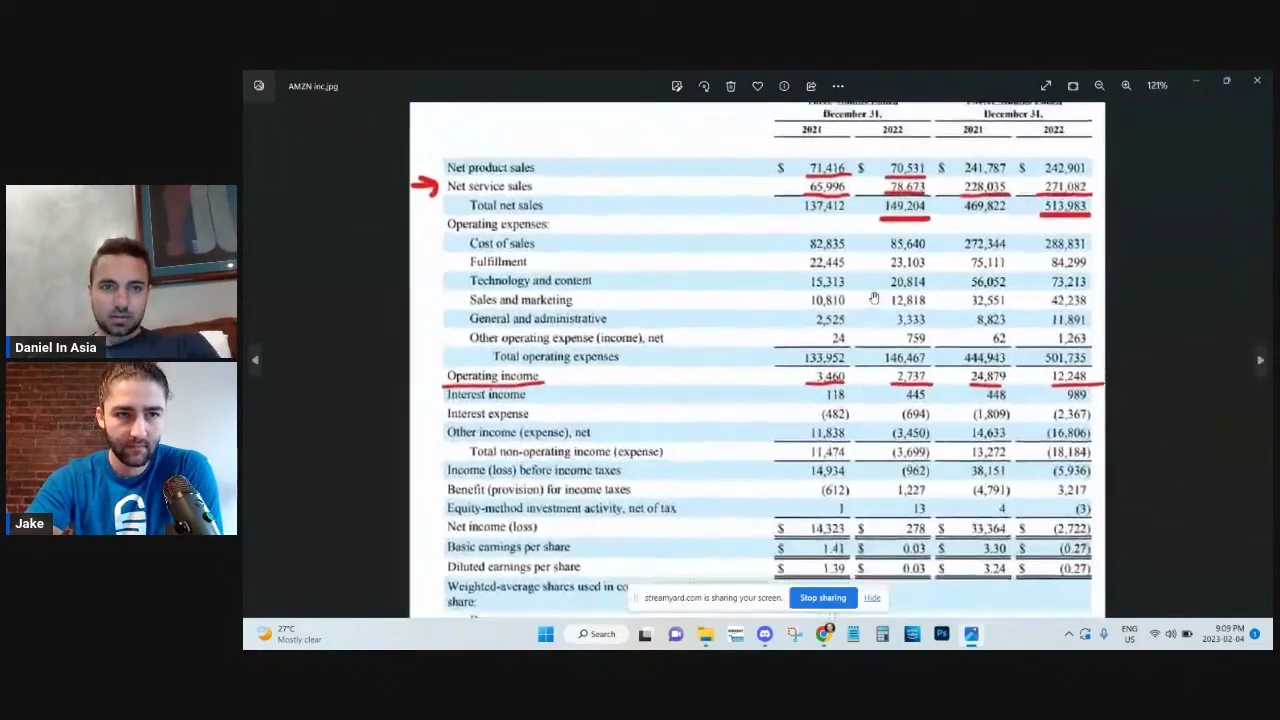 AMZN inc.jpg
121%
December 31, December 31,
2021 2022 2021 2022
Net product sales $ 71,416 $ 70,531 $ 241,787 $ 242,901
Net service sales 65,996 78,673 228,035 271,082
Total net sales 137,412 149,204 469,822 513,983
Operating expenses:
Cost of sales 82,835 85,640 272,344 288,831
Fulfillment 22,445 23,103 75,111 84,299
Technology and content 15,313 20,814 56,052 73,213
Sales and marketing 10,810 12,818 32,551 42,238
General and administrative 2,525 3,333 8,823 11,891
Other operating expense (income), net 24 759 62 1,263
Total operating expenses 133,952 146,467 444,943 501,735
Operating income 3,460 2,737 24,879 12,248
Interest income 118 445 448 989
Interest expense (482) (694) (1,809) (2,367)
Other income (expense), net 11,838 (3,450) 14,633 (16,806)
Total non-operating income (expense) 11,474 (3,699) 13,272 (18,184)
Income (loss) before income taxes 14,934 (962) 38,151 (5,936)
Benefit (provision) for income taxes (612) 1,227 (4,791) 3,217
Equity-method investment activity, net of tax 1 13 4 (3)
Net income (loss) $ 14,323 $ 278 $ 33,364 $ (2,722)
Basic earnings per share $ 1.41 $ 0.03 $ 3.30 $ (0.27)
Diluted earnings per share $ 1.39 $ 0.03 $ 3.24 $ (0.27)
Weighted-average shares used in co
share:
streamyard.com is sharing your screen. Stop sharing Hide
Daniel In Asia
Jake
27°C
Mostly clear
Search
ENG
US
9:09 PM
2023-02-04
1